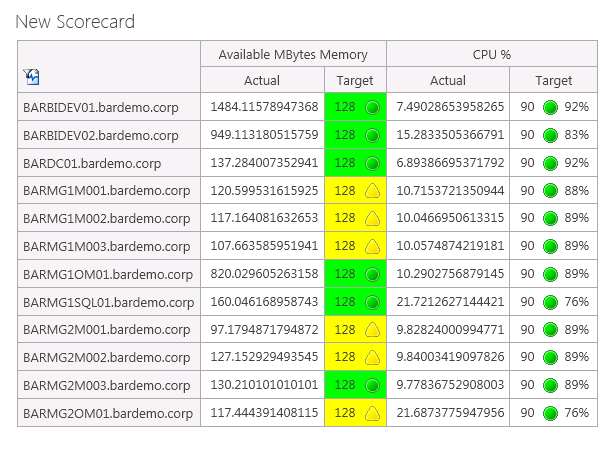 New Scorecard
Available MBytes Memory CPU %
Actual Target Actual Target
BARBIDEV01.bardemo.corp 1484.11578947368 128 7.49028653958265 90 92%
BARBIDEV02.bardemo.corp 949.113180515759 128 15.2833505366791 90 83%
BARDC01.bardemo.corp 137.284007352941 128 6.89386695371792 90 92%
BARMG1M001.bardemo.corp 120.599531615925 128 10.7153721350944 90 88%
BARMG1M002.bardemo.corp 117.164081632653 128 10.0466950613315 90 89%
BARMG1M003.bardemo.corp 107.663585951941 128 10.0574874219181 90 89%
BARMG1OM01.bardemo.corp 820.029605263158 128 10.2902756879145 90 89%
BARMG1SQL01.bardemo.corp 160.046168958743 128 21.7212627144421 90 76%
BARMG2M001.bardemo.corp 97.1794871794872 128 9.82824000994771 90 89%
BARMG2M002.bardemo.corp 127.152929493545 128 9.84003419097826 90 89%
BARMG2M003.bardemo.corp 130.210101010101 128 9.77836752908003 90 89%
BARMG2OM01.bardemo.corp 117.444391408115 128 21.6873775947956 90 76%